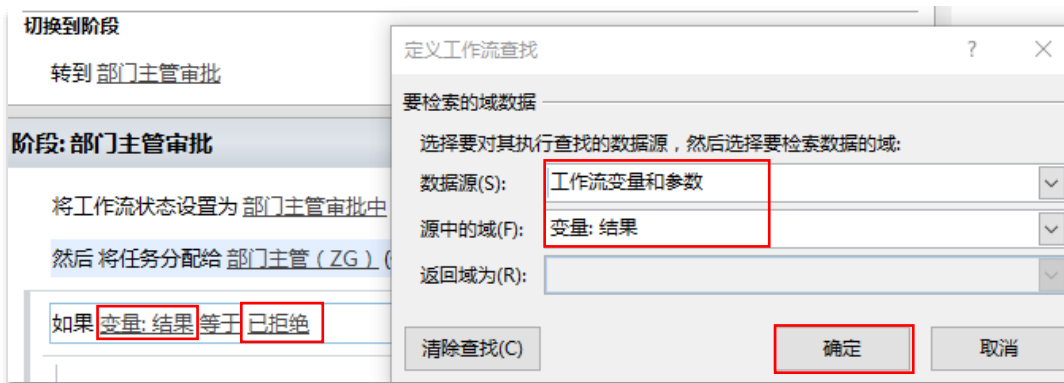 切换到阶段
转到 部门主管审批
阶段: 部门主管审批
将工作流状态设置为 部门主管审批中
然后 将任务分配给 部门主管（ZG）(
如果 变量: 结果 等于 已拒绝
定义工作流查找
?
要检索的域数据
选择要对其执行查找的数据源，然后选择要检索数据的域:
数据源(S): 工作流变量和参数
源中的域(F): 变量: 结果
返回域为(R):
清除查找(C) 确定 取消